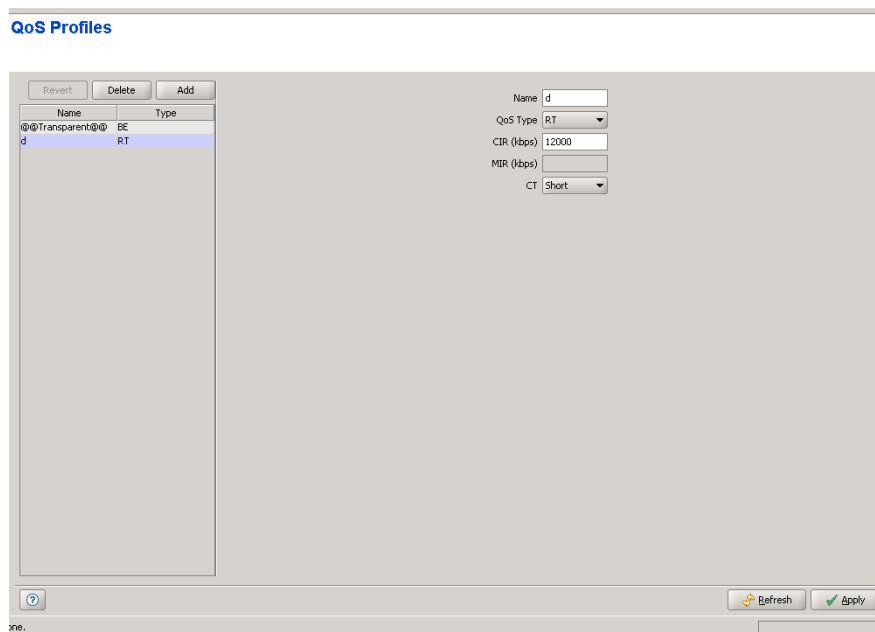 QoS Profiles
Revert Delete Add
Name Type
@@Transparent@@ BE
d RT
Name d
QoS Type RT
CIR (kbps) 12000
MIR (kbps)
CT Short
Refresh Apply
one.